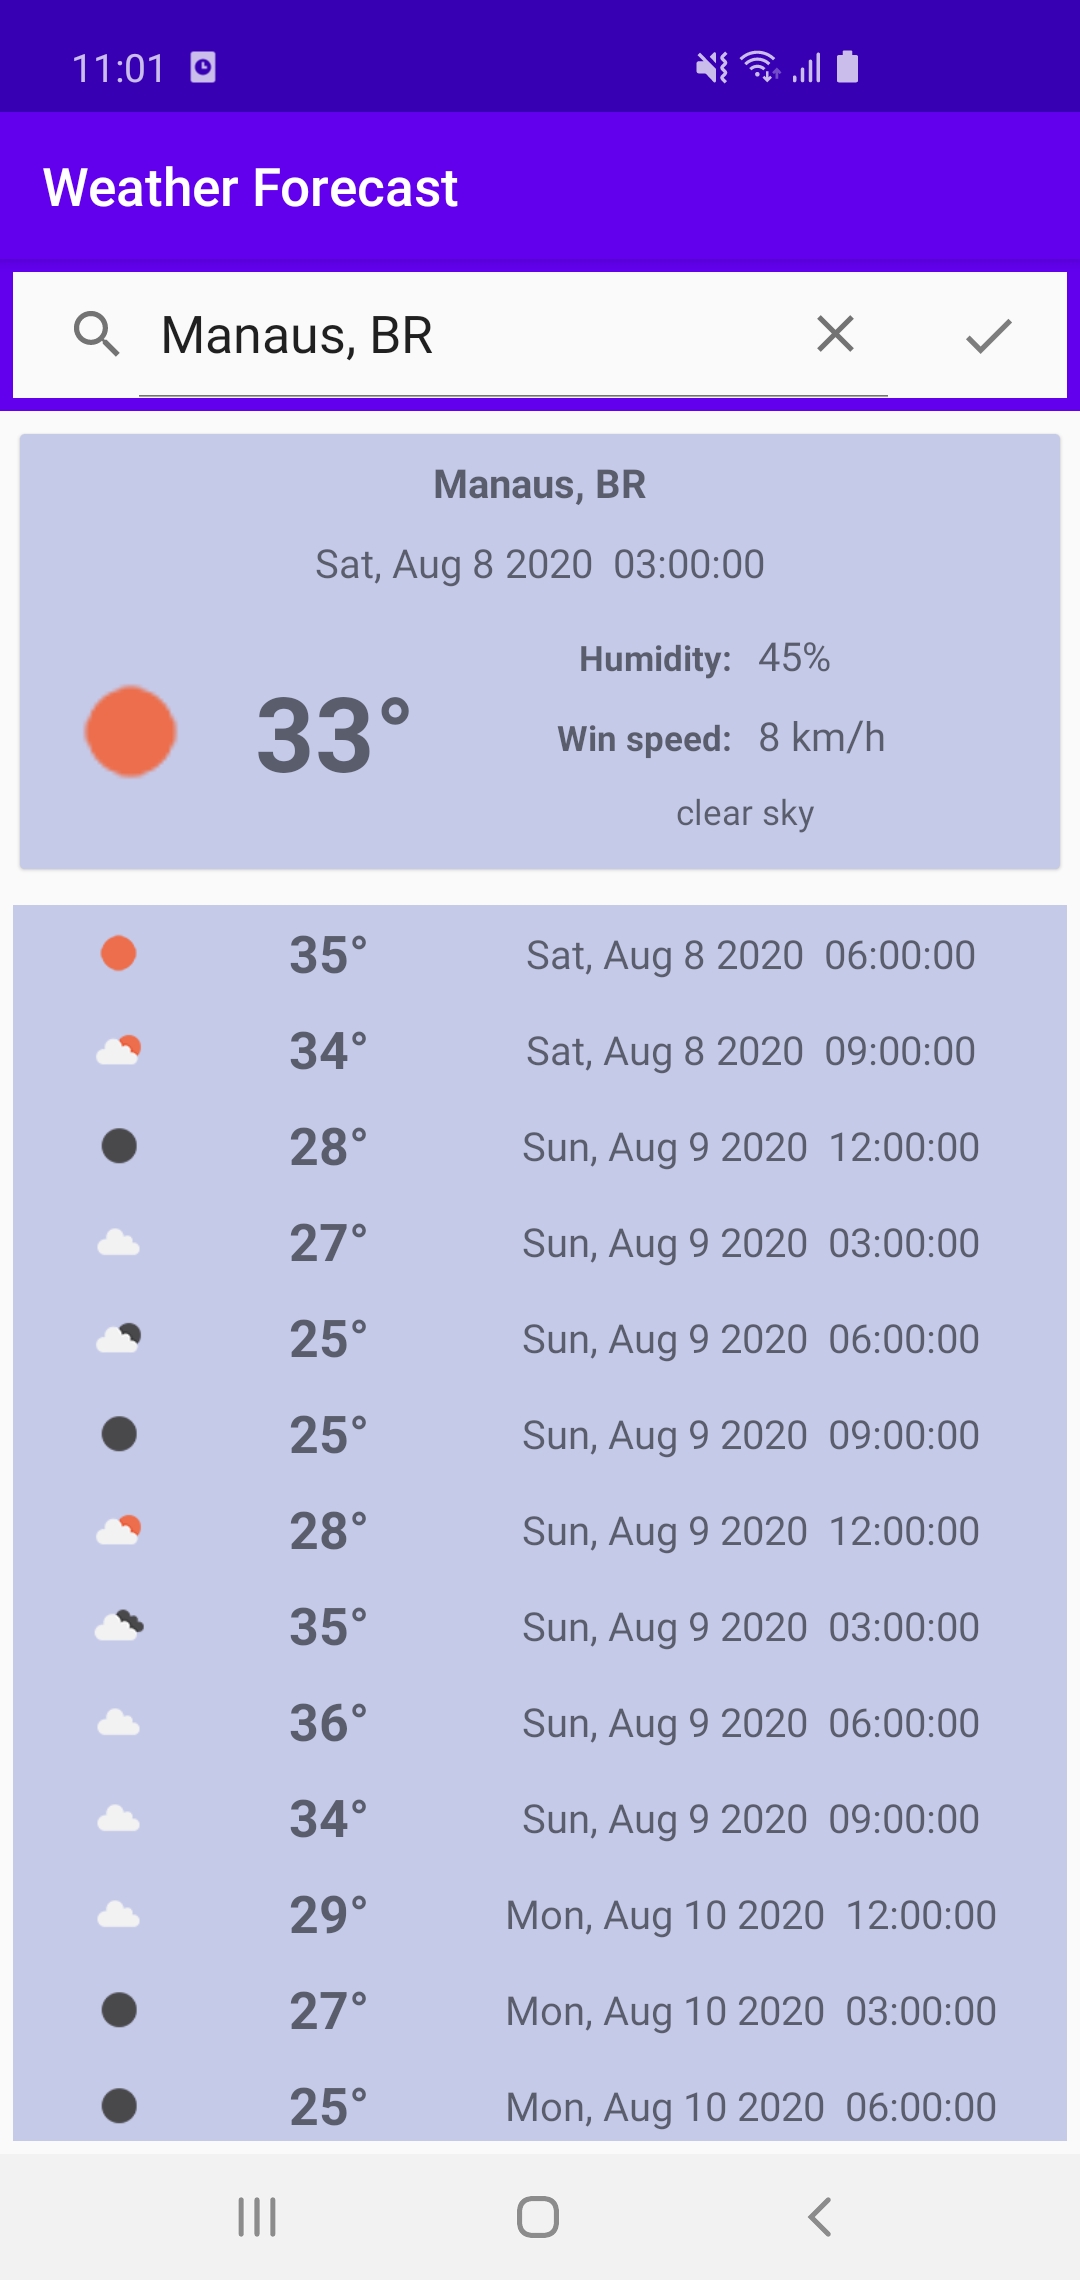 11:01
Weather Forecast
Manaus, BR
Manaus, BR
Sat, Aug 8 2020 03:00:00
Humidity: 45%
33°
Win speed: 8 km/h
clear sky
35° Sat, Aug 8 2020 06:00:00
34° Sat, Aug 8 2020 09:00:00
28° Sun, Aug 9 2020 12:00:00
27° Sun, Aug 9 2020 03:00:00
25° Sun, Aug 9 2020 06:00:00
25° Sun, Aug 9 2020 09:00:00
28° Sun, Aug 9 2020 12:00:00
35° Sun, Aug 9 2020 03:00:00
36° Sun, Aug 9 2020 06:00:00
34° Sun, Aug 9 2020 09:00:00
29° Mon, Aug 10 2020 12:00:00
27° Mon, Aug 10 2020 03:00:00
25° Mon, Aug 10 2020 06:00:00